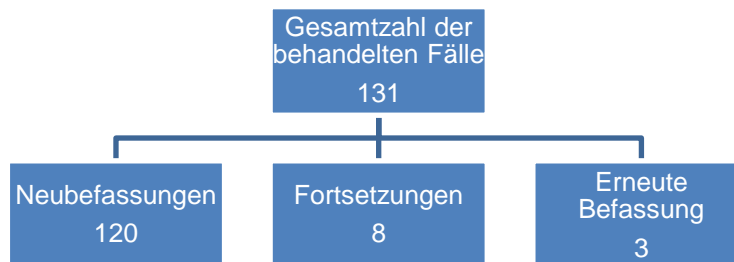 Gesamtzahl der
behandelten Fälle
131
Neubefassungen
120
Fortsetzungen
8
Erneute
Befassung
3